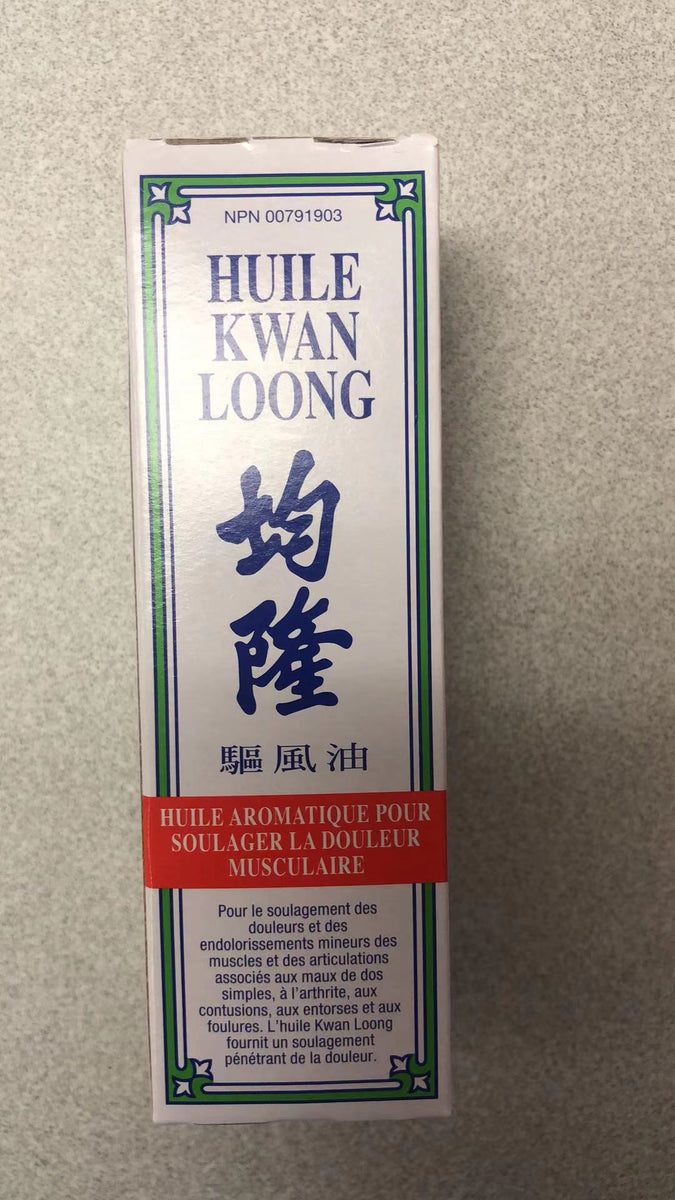 NPN 00791903
HUILE
KWAN
LOONG
均
隆
驅風油
HUILE AROMATIQUE POUR
SOULAGER LA DOULEUR
MUSCULAIRE
Pour le soulagement des
douleurs et des
endolorissements mineurs des
muscles et des articulations
associés aux maux de dos
simples, à l'arthrite, aux
contusions, aux entorses et aux
foulures. L'huile Kwan Loong
fournit un soulagement
pénétrant de la douleur.